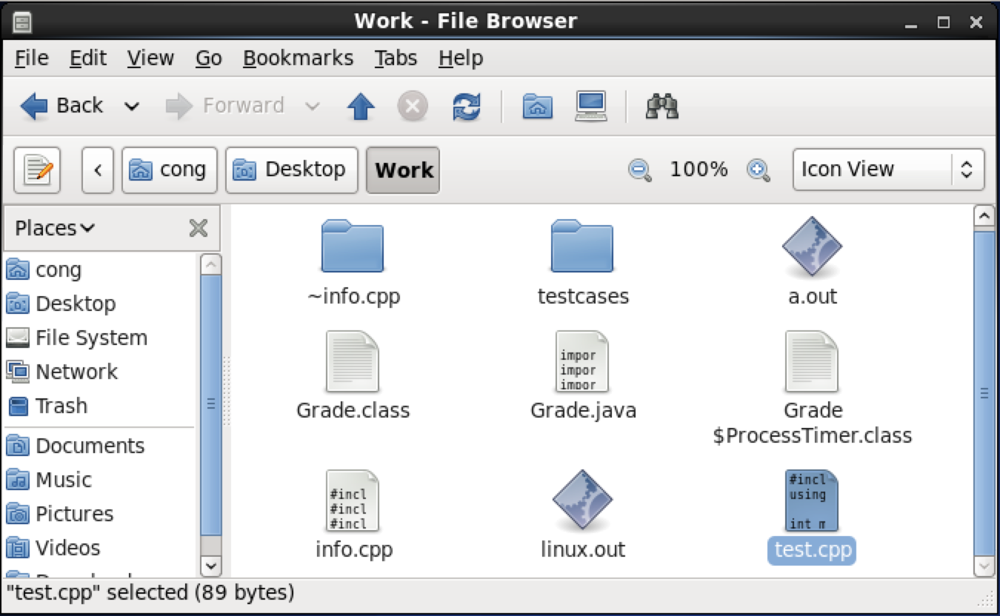 Work - File Browser
File Edit View Go Bookmarks Tabs Help
Back Forward
cong Desktop Work 100% Icon View
Places
cong
Desktop
File System
Network
Trash
Documents
Music
Pictures
Videos
~info.cpp testcases a.out
impor
impor
impor
Grade.class Grade.java Grade
$ProcessTimer.class
#incl
#incl
#incl
#incl
using
int m
info.cpp linux.out test.cpp
"test.cpp" selected (89 bytes)